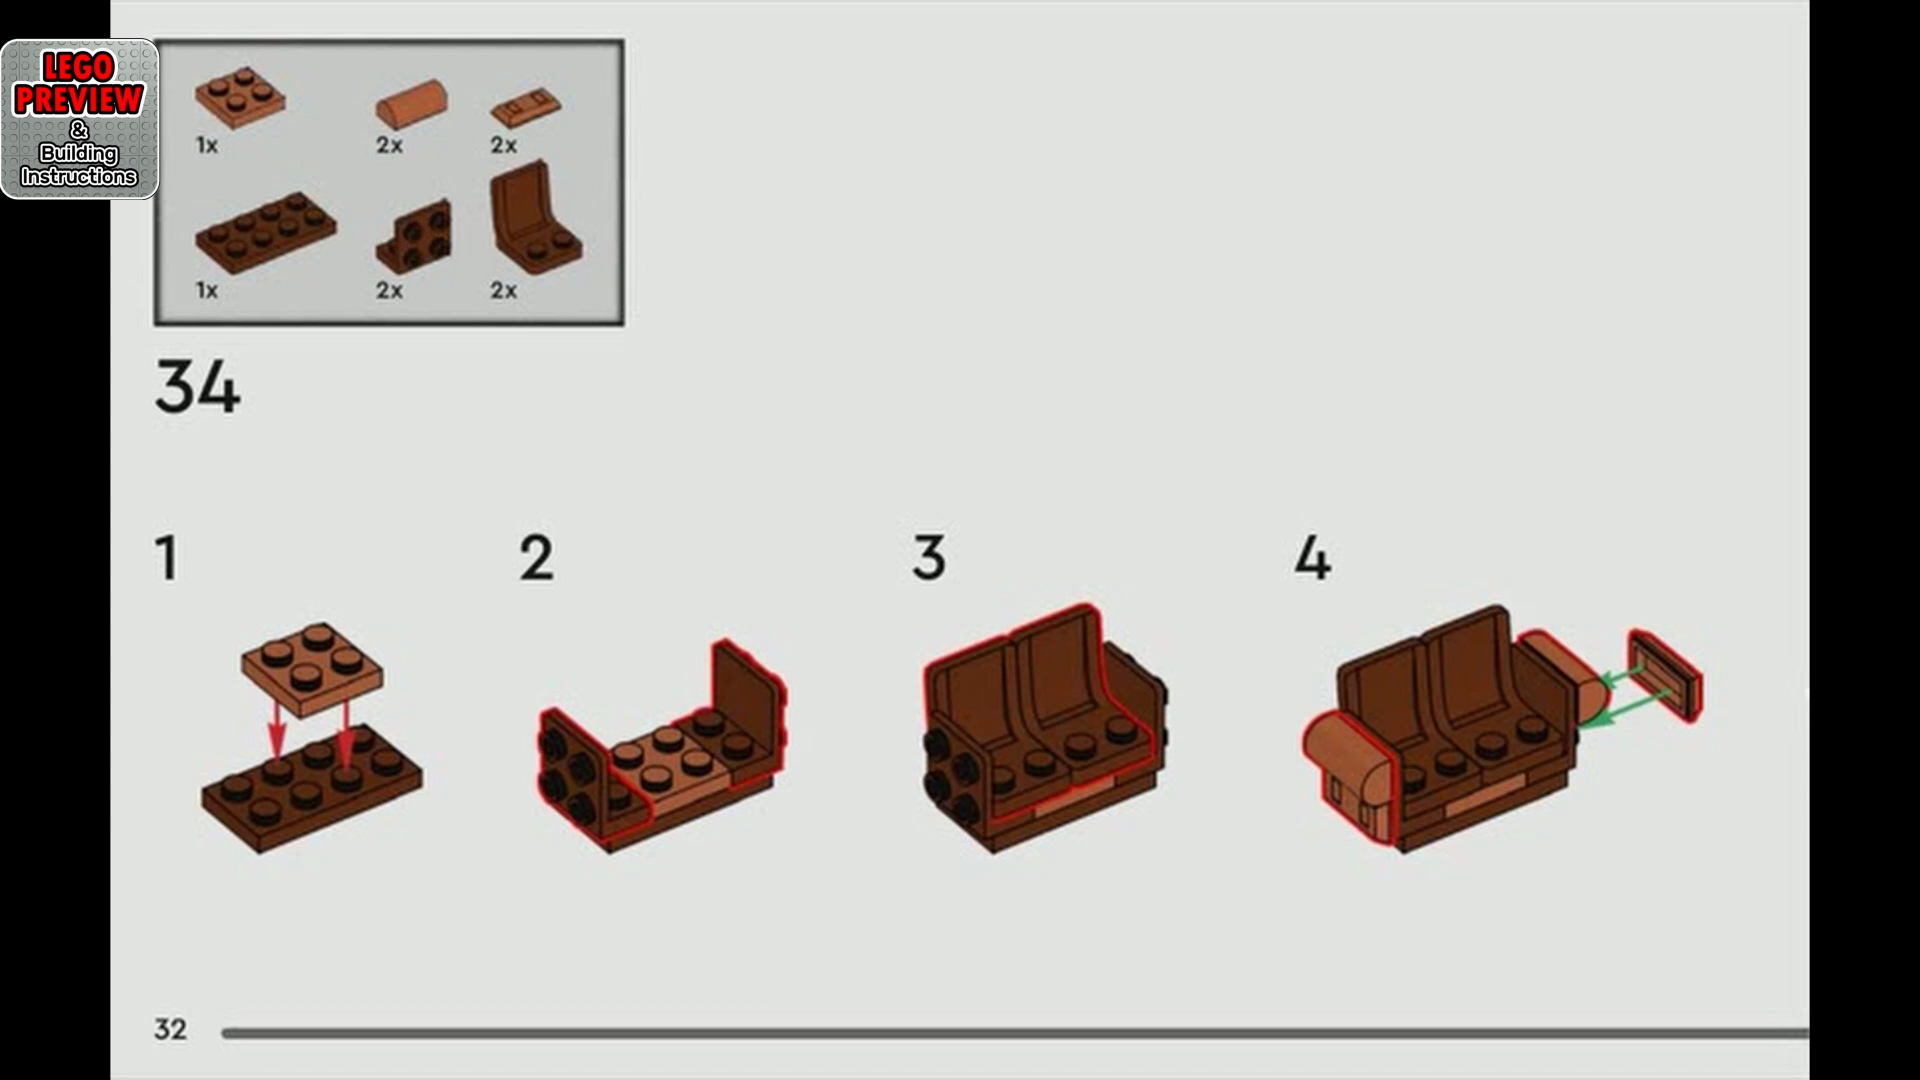 LEGO
PREVIEW
&
Building
Instructions
1x
2x
2x
1x
2x
2x
34
1
2
3
4
32